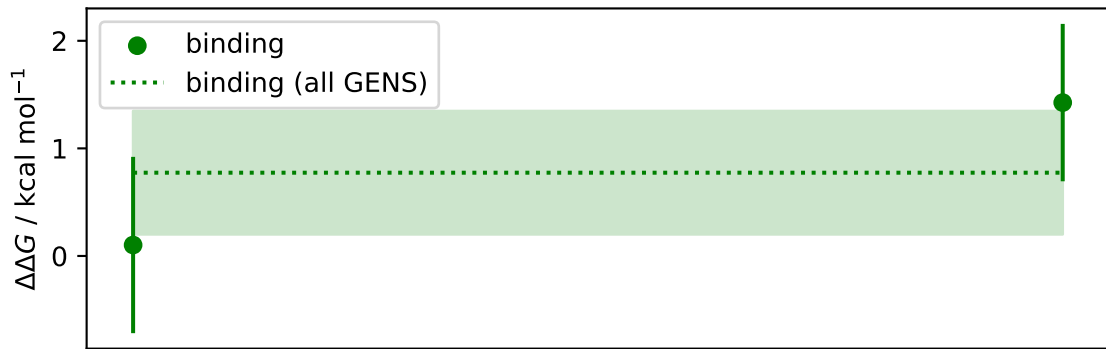 binding
binding (all GENS)
2
1
0
ΔΔG / kcal mol⁻¹